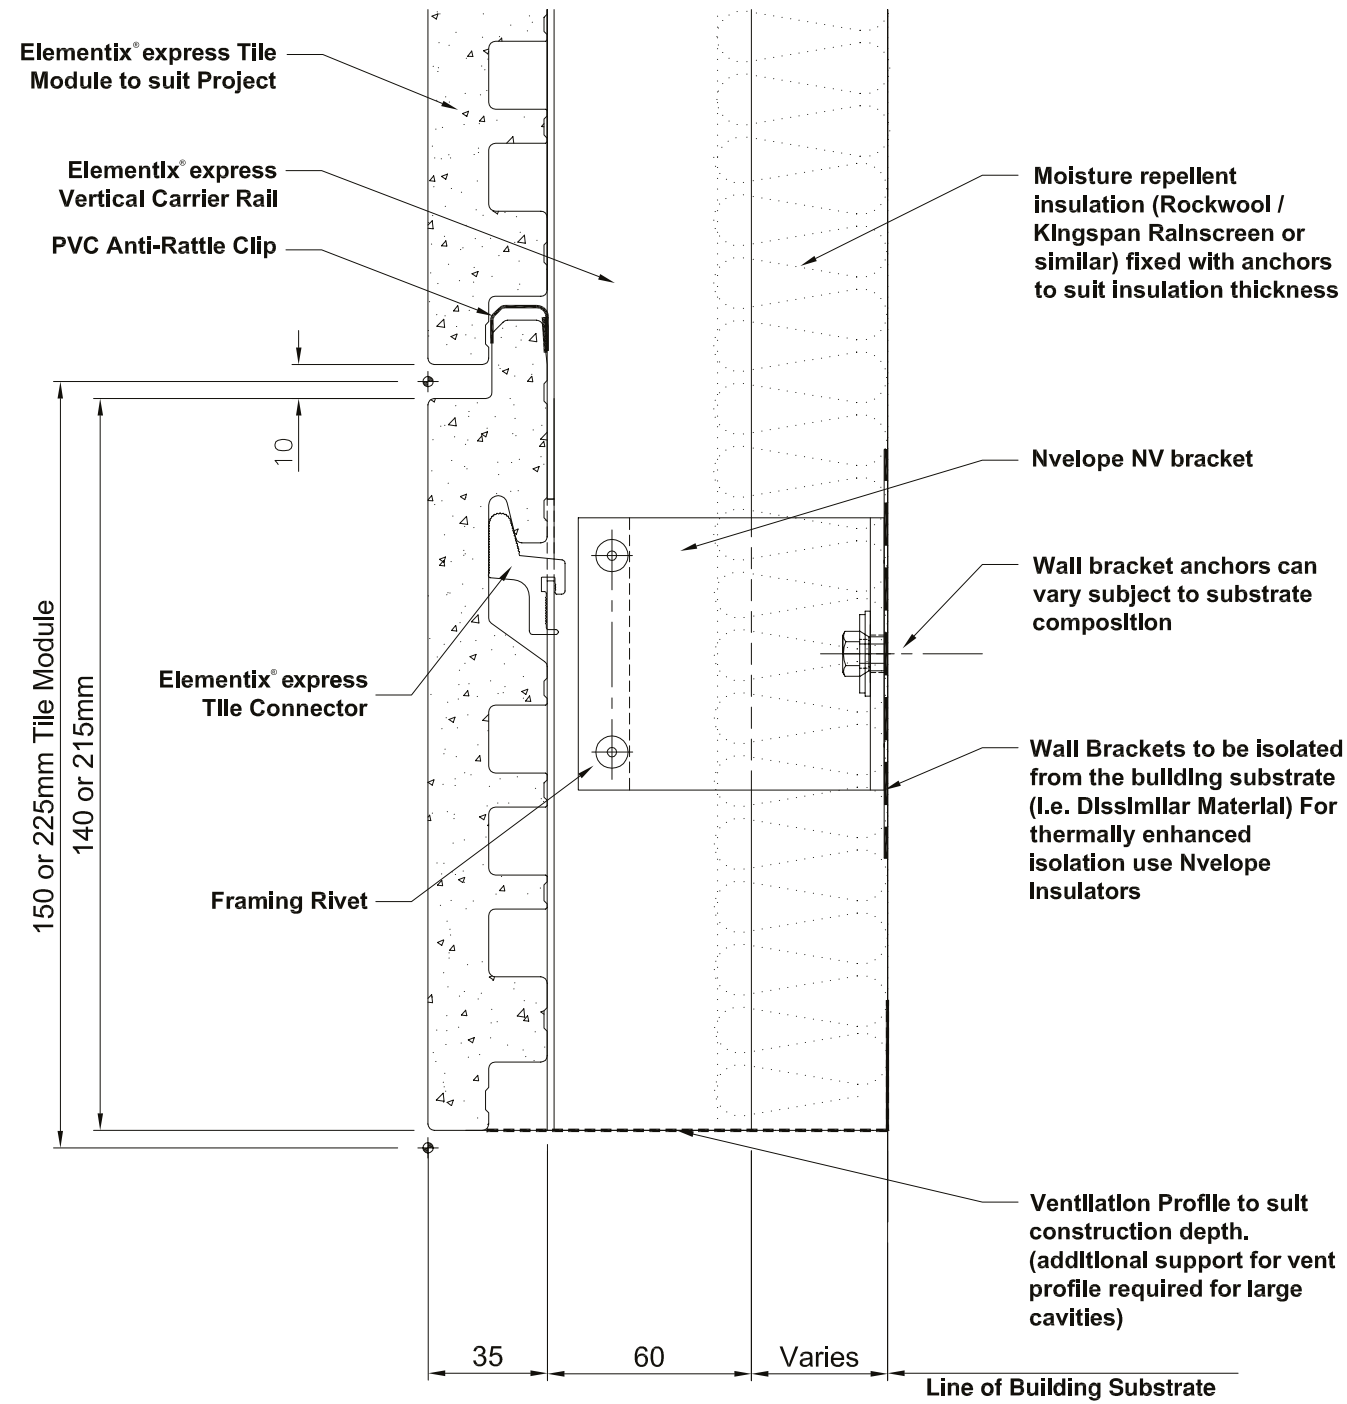 Elementix® express Tile
Module to suit Project
Elementix® express
Vertical Carrier Rail
PVC Anti-Rattle Clip
10
150 or 225mm Tile Module
140 or 215mm
Elementix® express
Tile Connector
Framing Rivet
Moisture repellent
insulation (Rockwool /
Kingspan Rainscreen or
similar) fixed with anchors
to suit insulation thickness
Nvelope NV bracket
Wall bracket anchors can
vary subject to substrate
composition
Wall Brackets to be isolated
from the building substrate
(i.e. Dissimilar Material) For
thermally enhanced
isolation use Nvelope
Insulators
Ventilation Profile to suit
construction depth.
(additional support for vent
profile required for large
cavities)
35
60
Varies
Line of Building Substrate